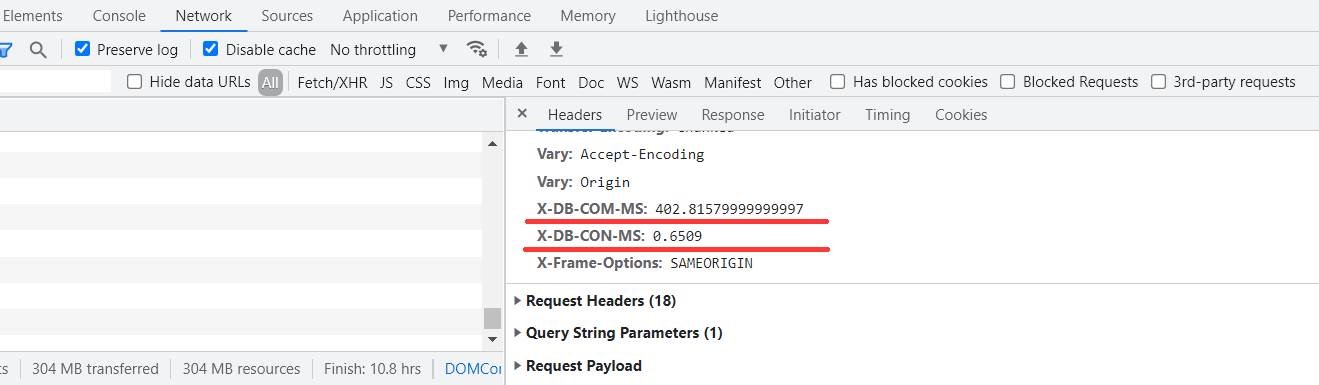 Elements Console Network Sources Application Performance Memory Lighthouse
Preserve log Disable cache No throttling
Hide data URLs All Fetch/XHR JS CSS Img Media Font Doc WS Wasm Manifest Other Has blocked cookies Blocked Requests 3rd-party requests
× Headers Preview Response Initiator Timing Cookies
Vary: Accept-Encoding
Vary: Origin
X-DB-COM-MS: 402.81579999999997
X-DB-CON-MS: 0.6509
X-Frame-Options: SAMEORIGIN
Request Headers (18)
Query String Parameters (1)
Request Payload
304 MB transferred 304 MB resources Finish: 10.8 hrs